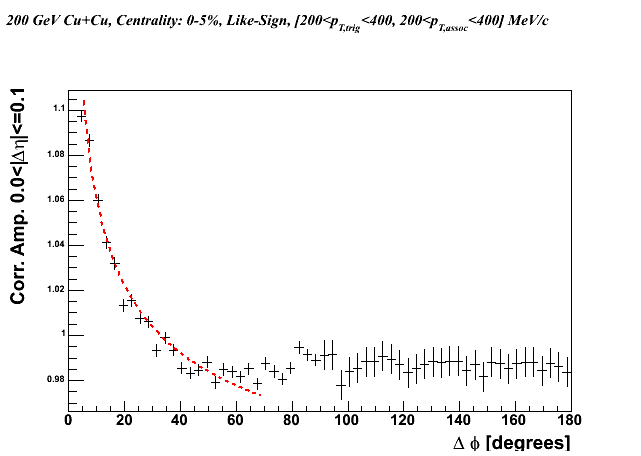 200 GeV Cu+Cu, Centrality: 0-5%, Like-Sign, [200<p_T,trig<400, 200<p_T,assoc<400] MeV/c
Corr. Amp. 0.0<|Δη|<=0.1
1.1
1.08
1.06
1.04
1.02
1
0.98
0 20 40 60 80 100 120 140 160 180
Δ ϕ [degrees]